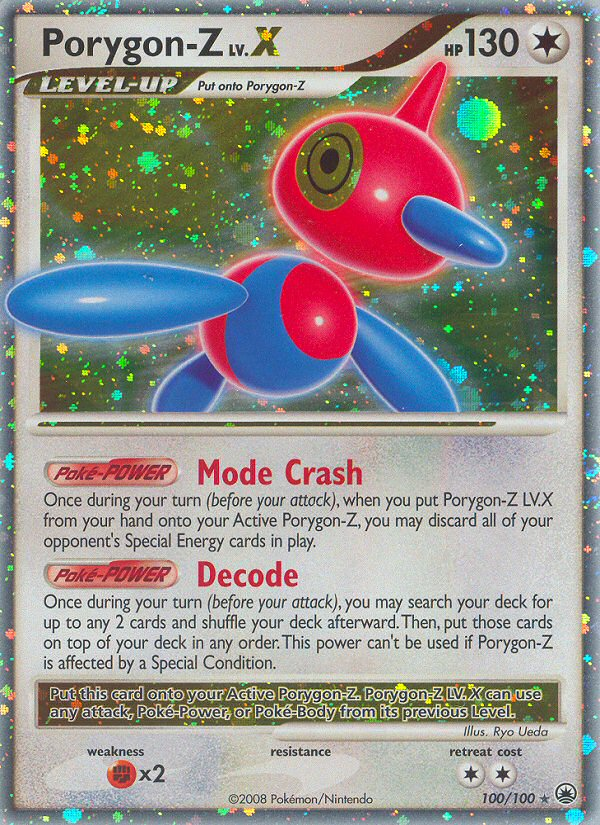 Porygon-Z LV.X HP 130
LEVEL-UP Put onto Porygon-Z
Poké-POWER Mode Crash
Once during your turn (before your attack), when you put Porygon-Z LV.X
from your hand onto your Active Porygon-Z, you may discard all of your
opponent's Special Energy cards in play.
Poké-POWER Decode
Once during your turn (before your attack), you may search your deck for
up to any 2 cards and shuffle your deck afterward. Then, put those cards
on top of your deck in any order. This power can't be used if Porygon-Z
is affected by a Special Condition.
Put this card onto your Active Porygon-Z. Porygon-Z LV.X can use
any attack, Poké-Power, or Poké-Body from its previous Level.
Illus. Ryo Ueda
weakness resistance retreat cost
x2
©2008 Pokémon/Nintendo 100/100